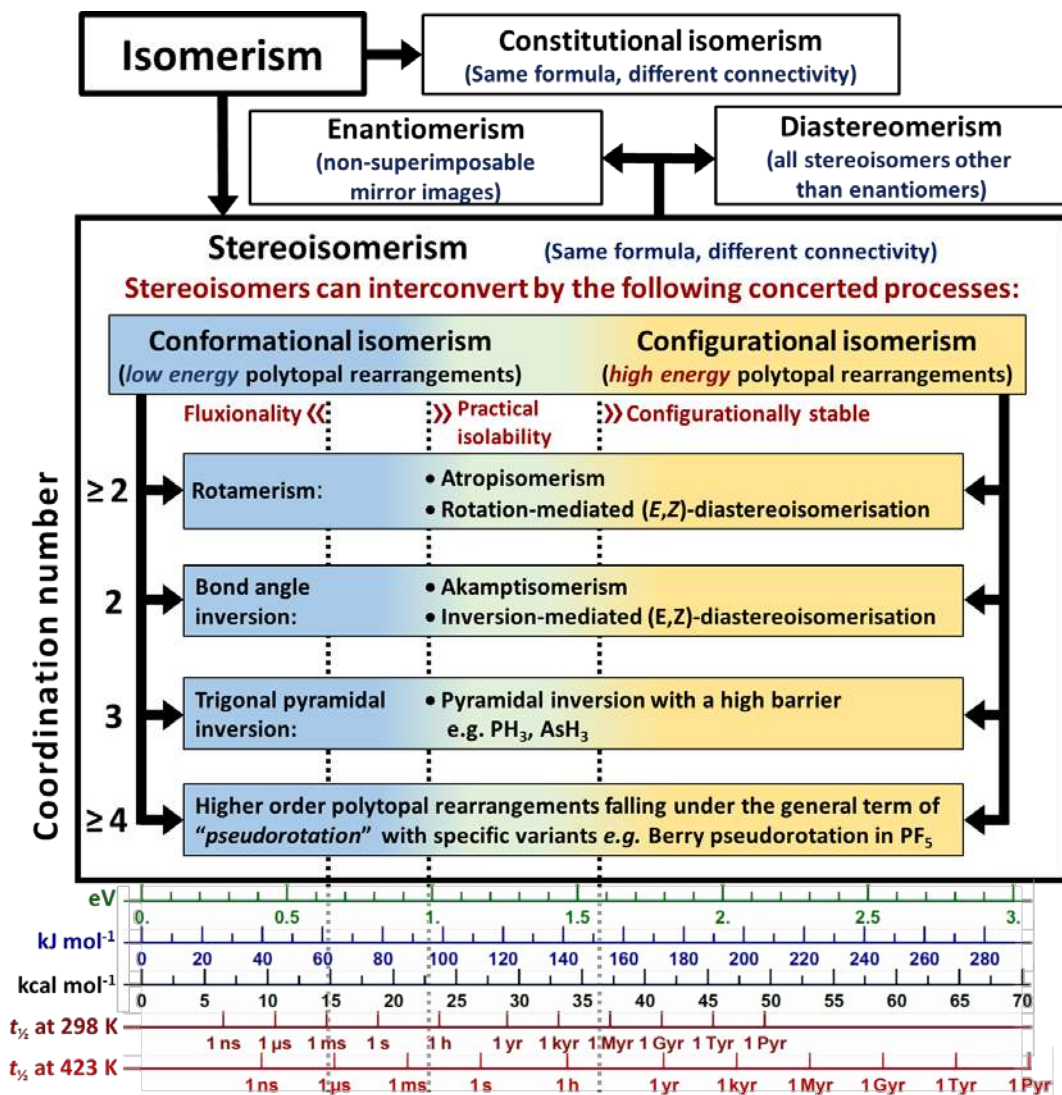 Isomerism
Constitutional isomerism
(Same formula, different connectivity)
Enantiomerism
(non-superimposable
mirror images)
Diastereomerism
(all stereoisomers other
than enantiomers)
Stereoisomerism (Same formula, different connectivity)
Stereoisomers can interconvert by the following concerted processes:
Conformational isomerism
(low energy polytopal rearrangements)
Configurational isomerism
(high energy polytopal rearrangements)
Fluxionality «
» Practical
isolability
» Configurationally stable
Coordination number
≥2
Rotamerism:
• Atropisomerism
• Rotation-mediated (E,Z)-diastereoisomerisation
2
Bond angle
inversion:
• Akamptisomerism
• Inversion-mediated (E,Z)-diastereoisomerisation
3
Trigonal pyramidal
inversion:
• Pyramidal inversion with a high barrier
e.g. PH₃, AsH₃
≥4
Higher order polytopal rearrangements falling under the general term of
“pseudorotation” with specific variants e.g. Berry pseudorotation in PF₅
eV
0. 0.5 1. 1.5 2. 2.5 3.
kJ mol⁻¹
0 20 40 60 80 100 120 140 160 180 200 220 240 260 280
kcal mol⁻¹
0 5 10 15 20 25 30 35 40 45 50 55 60 65 70
t½ at 298 K
1 ns 1 µs 1 ms 1 s 1 h 1 yr 1 kyr 1 Myr 1 Gyr 1 Tyr 1 Pyr
t½ at 423 K
1 ns 1 µs 1 ms 1 s 1 h 1 yr 1 kyr 1 Myr 1 Gyr 1 Tyr 1 Pyr